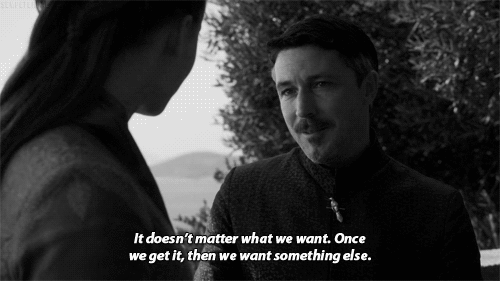 It doesn't matter what we want. Once
we get it, then we want something else.